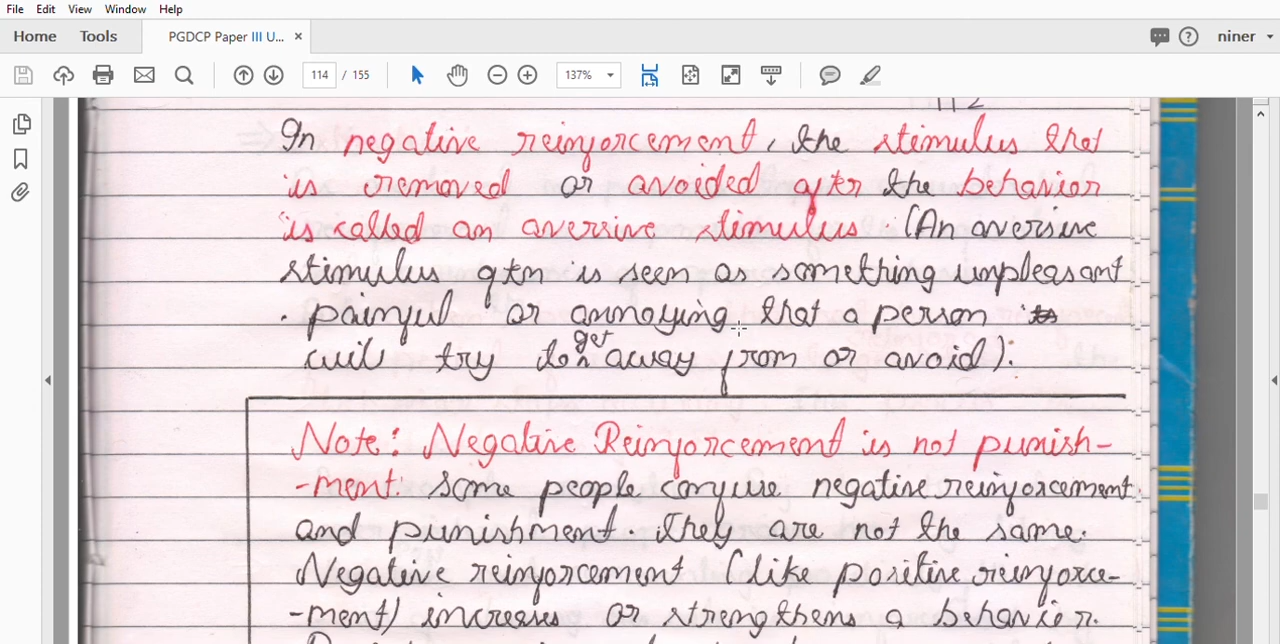 File Edit View Window Help
Home Tools PGDCP Paper III U... × niner
114 / 155 137%
112
In negative reinforcement, the stimulus that
is removed or avoided after the behavior
is called an aversive stimulus. (An aversive
stimulus often is seen as something unpleasant
. painful or annoying that a person
will try to get away from or avoid).
Note: Negative Reinforcement is not punish-
-ment. Some people confuse negative reinforcement
and punishment. They are not the same.
Negative reinforcement (like positive reinforce-
-ment) increases or strengthens a behavior.